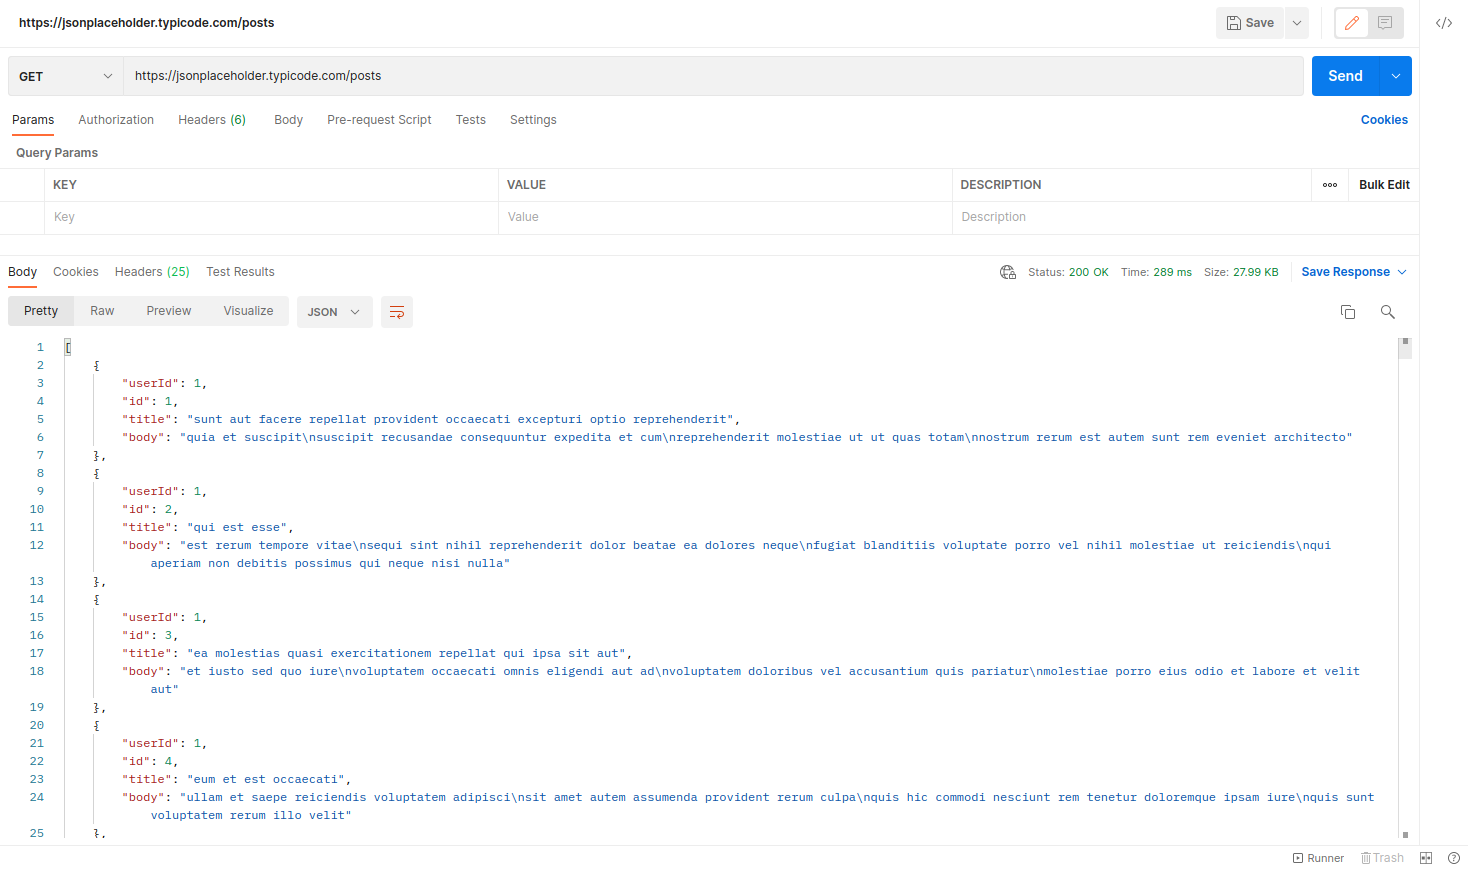 https://jsonplaceholder.typicode.com/posts
Save
GET
https://jsonplaceholder.typicode.com/posts
Send
Params Authorization Headers (6) Body Pre-request Script Tests Settings Cookies
Query Params
KEY VALUE DESCRIPTION Bulk Edit
Key Value Description
Body Cookies Headers (25) Test Results Status: 200 OK Time: 289 ms Size: 27.99 KB Save Response
Pretty Raw Preview Visualize JSON
1 [
2 {
3 "userId": 1,
4 "id": 1,
5 "title": "sunt aut facere repellat provident occaecati excepturi optio reprehenderit",
6 "body": "quia et suscipit\nsuscipit recusandae consequuntur expedita et cum\nreprehenderit molestiae ut ut quas totam\nnostrum rerum est autem sunt rem eveniet architecto"
7 },
8 {
9 "userId": 1,
10 "id": 2,
11 "title": "qui est esse",
12 "body": "est rerum tempore vitae\nsequi sint nihil reprehenderit dolor beatae ea dolores neque\nfugiat blanditiis voluptate porro vel nihil molestiae ut reiciendis\nqui
aperiam non debitis possimus qui neque nisi nulla"
13 },
14 {
15 "userId": 1,
16 "id": 3,
17 "title": "ea molestias quasi exercitationem repellat qui ipsa sit aut",
18 "body": "et iusto sed quo iure\nvoluptatem occaecati omnis eligendi aut ad\nvoluptatem doloribus vel accusantium quis pariatur\nmolestiae porro eius odio et labore et velit
aut"
19 },
20 {
21 "userId": 1,
22 "id": 4,
23 "title": "eum et est occaecati",
24 "body": "ullam et saepe reiciendis voluptatem adipisci\nsit amet autem assumenda provident rerum culpa\nquis hic commodi nesciunt rem tenetur doloremque ipsam iure\nquis sunt
voluptatem rerum illo velit"
25 },
Runner Trash